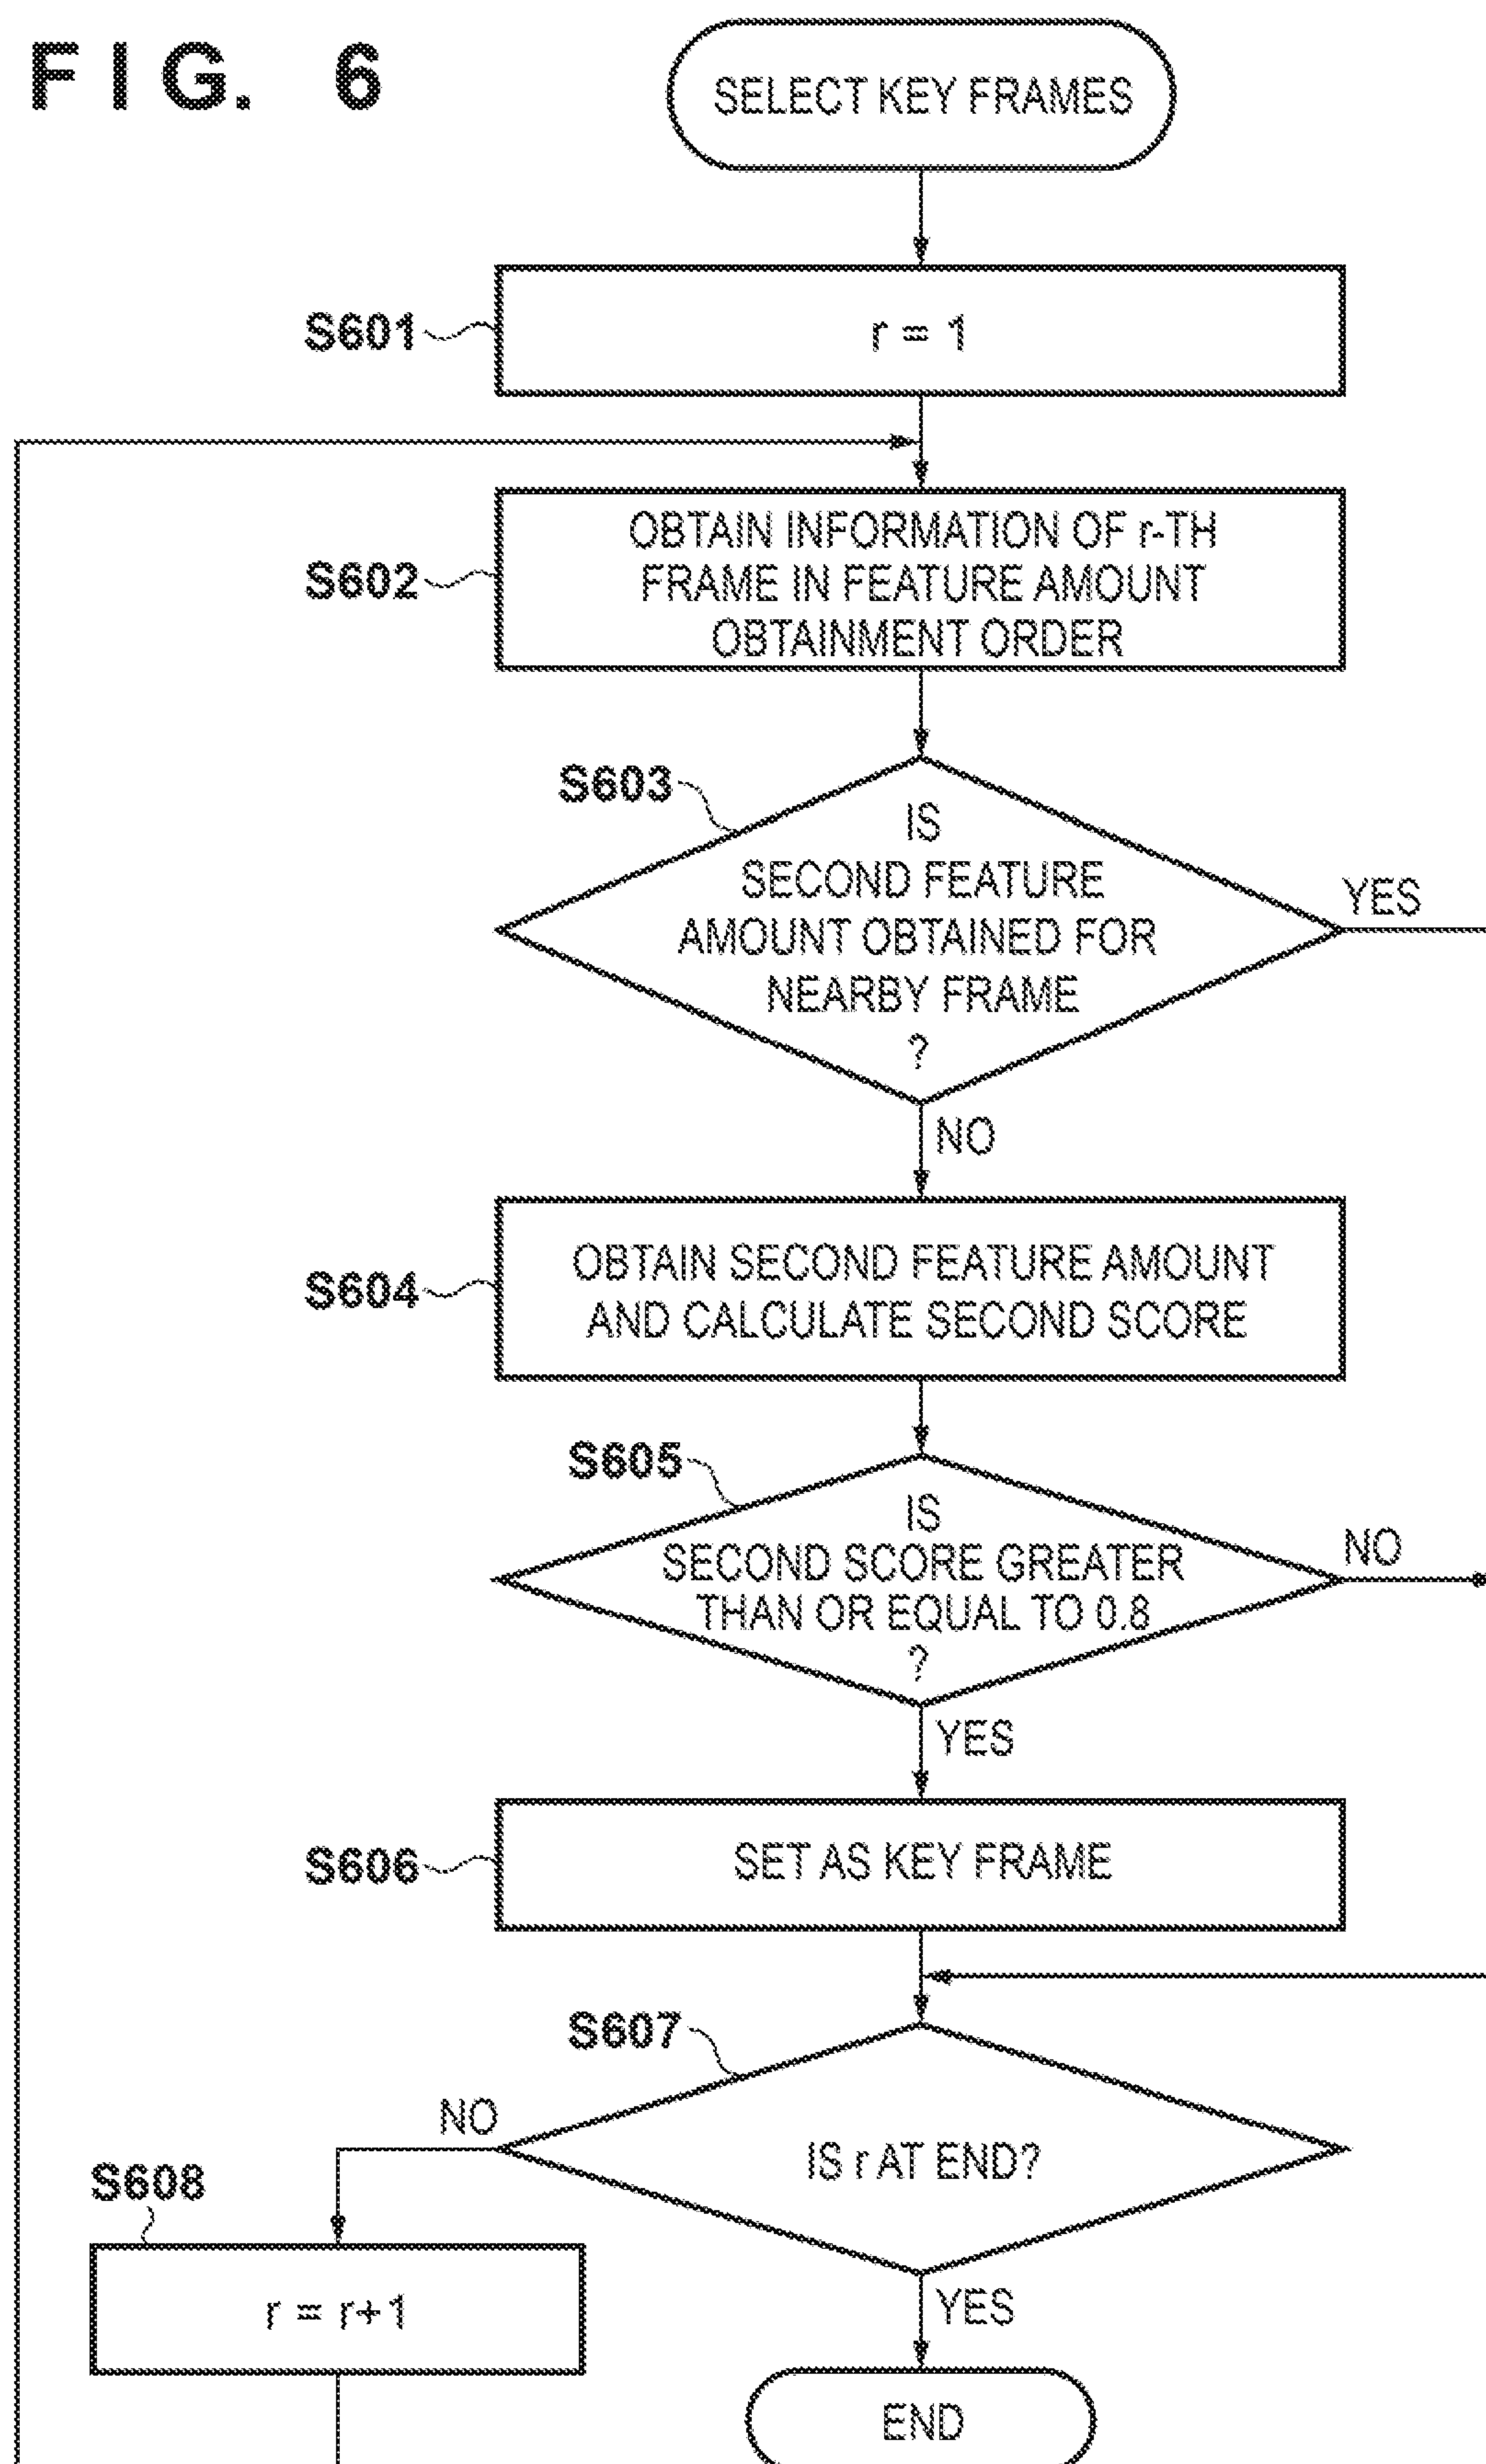 FIG. 6
SELECT KEY FRAMES
S601
r = 1
S602
OBTAIN INFORMATION OF r-TH
FRAME IN FEATURE AMOUNT
OBTAINMENT ORDER
S603
IS
SECOND FEATURE
AMOUNT OBTAINED FOR
NEARBY FRAME
?
YES
NO
S604
OBTAIN SECOND FEATURE AMOUNT
AND CALCULATE SECOND SCORE
S605
IS
SECOND SCORE GREATER
THAN OR EQUAL TO 0.8
?
NO
YES
S606
SET AS KEY FRAME
S607
NO
IS r AT END?
S608
r = r+1
YES
END